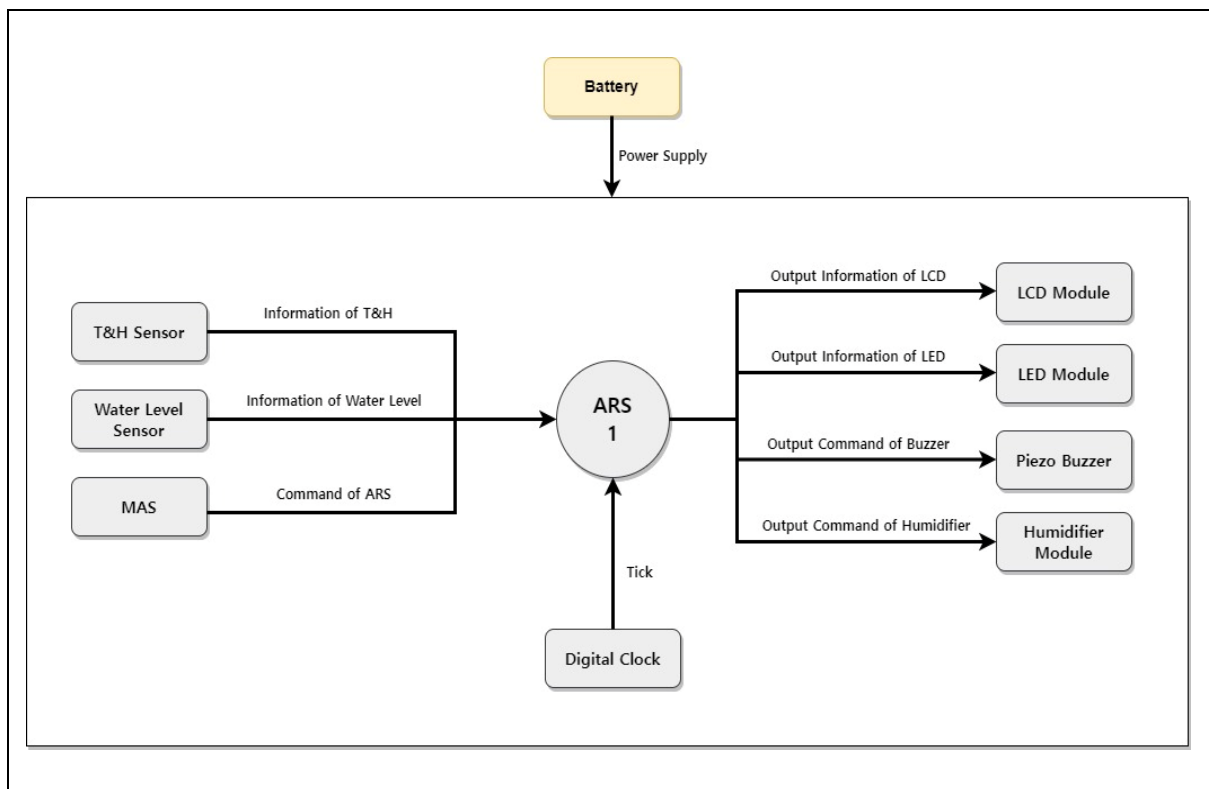 Battery
Power Supply
Output Information of LCD
LCD Module
Information of T&H
T&H Sensor
Output Information of LED
LED Module
Information of Water Level
Water Level
Sensor
ARS
1
Output Command of Buzzer
Piezo Buzzer
Command of ARS
MAS
Output Command of Humidifier
Humidifier
Module
Tick
Digital Clock